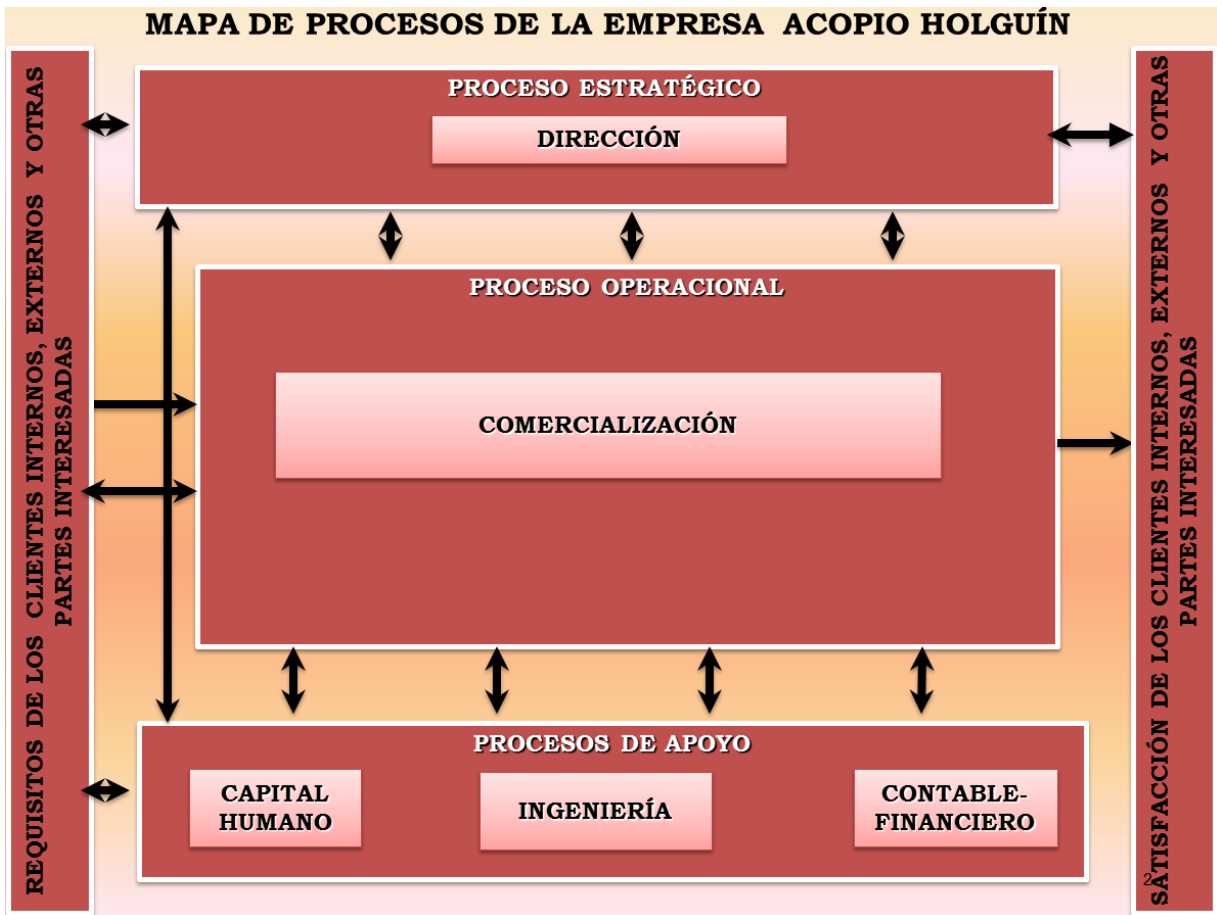 MAPA DE PROCESOS DE LA EMPRESA ACOPIO HOLGUÍN
REQUISITOS DE LOS CLIENTES INTERNOS, EXTERNOS Y OTRAS
PARTES INTERESADAS
PROCESO ESTRATÉGICO
DIRECCIÓN
PROCESO OPERACIONAL
COMERCIALIZACIÓN
PROCESOS DE APOYO
CAPITAL
HUMANO
INGENIERÍA
CONTABLE-
FINANCIERO
SATISFACCIÓN DE LOS CLIENTES INTERNOS, EXTERNOS Y OTRAS
PARTES INTERESADAS
2